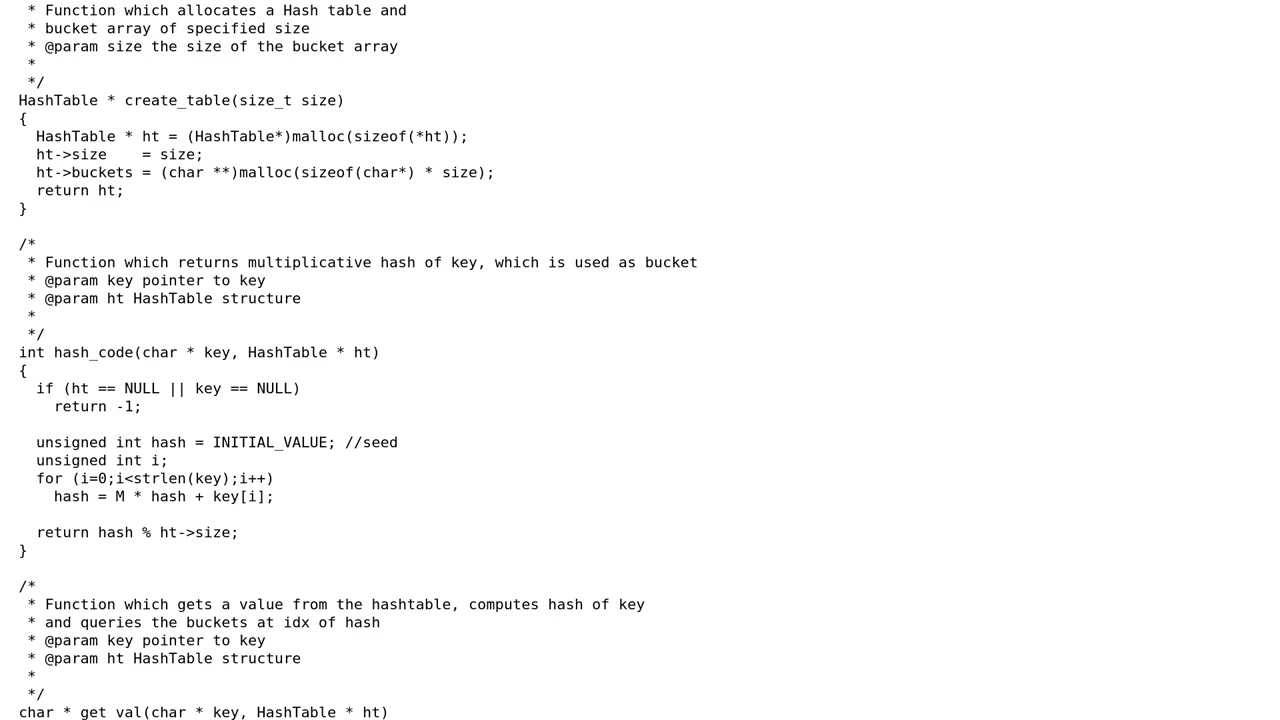 * Function which allocates a Hash table and
 * bucket array of specified size
 * @param size the size of the bucket array
 *
 */
HashTable * create_table(size_t size)
{
  HashTable * ht = (HashTable*)malloc(sizeof(*ht));
  ht->size    = size;
  ht->buckets = (char **)malloc(sizeof(char*) * size);
  return ht;
}

/*
 * Function which returns multiplicative hash of key, which is used as bucket
 * @param key pointer to key
 * @param ht HashTable structure
 *
 */
int hash_code(char * key, HashTable * ht)
{
  if (ht == NULL || key == NULL)
    return -1;

  unsigned int hash = INITIAL_VALUE; //seed
  unsigned int i;
  for (i=0;i<strlen(key);i++)
    hash = M * hash + key[i];

  return hash % ht->size;
}

/*
 * Function which gets a value from the hashtable, computes hash of key
 * and queries the buckets at idx of hash
 * @param key pointer to key
 * @param ht HashTable structure
 *
 */
char * get_val(char * key, HashTable * ht)